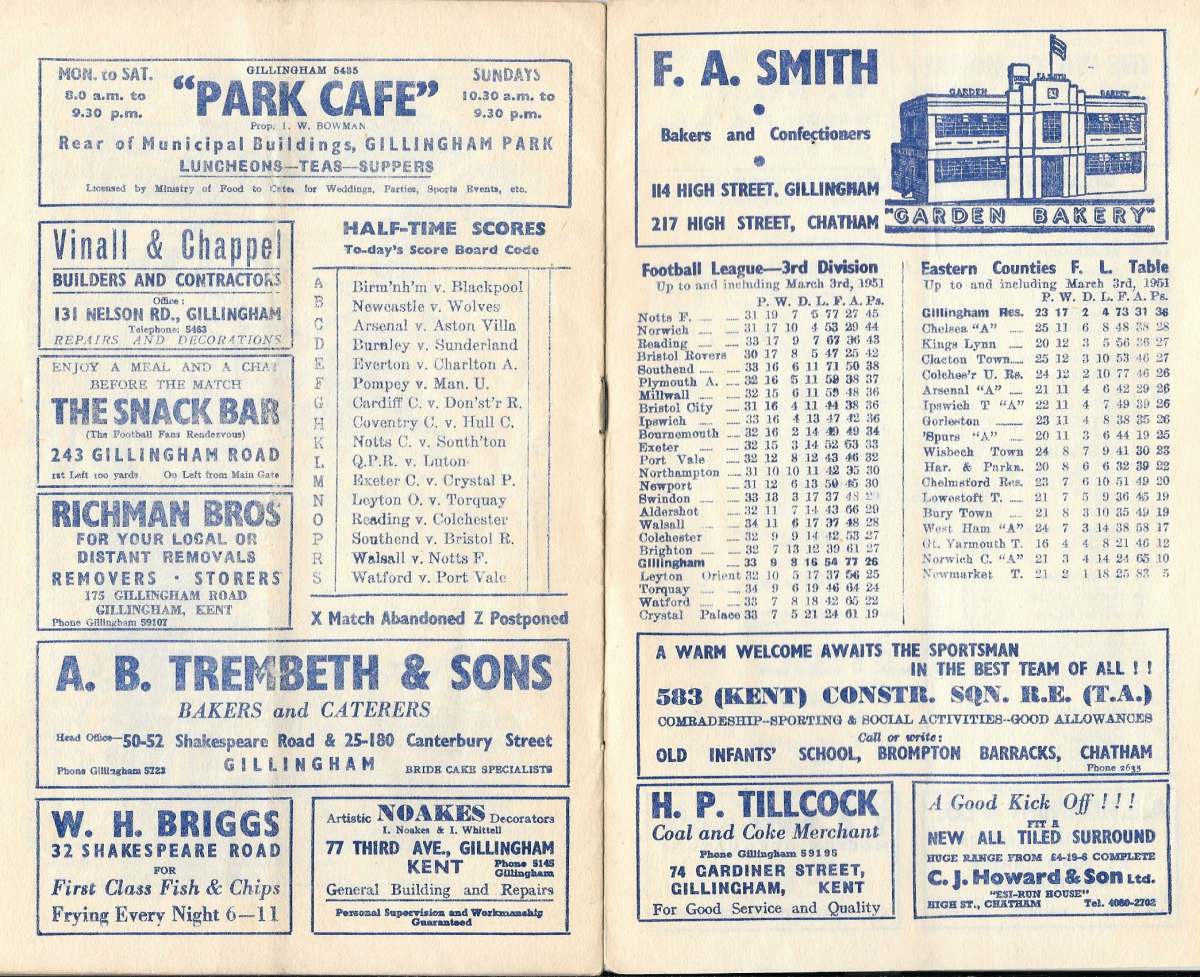 MON. to SAT.
8.0 a.m. to
9.30 p.m.
GILLINGHAM 5435
"PARK CAFE"
Prop. I. W. BOWMAN
SUNDAYS
10.30 a.m. to
9.30 p.m.
Rear of Municipal Buildings, GILLINGHAM PARK
LUNCHEONS—TEAS—SUPPERS
Licensed by Ministry of Food to Cater for Weddings, Parties, Sports Events, etc.
Vinall & Chappel
BUILDERS AND CONTRACTORS
Office:
131 NELSON RD., GILLINGHAM
Telephone: 5463
REPAIRS AND DECORATIONS
ENJOY A MEAL AND A CHAT
BEFORE THE MATCH
THE SNACK BAR
(The Football Fans Rendezvous)
243 GILLINGHAM ROAD
1st Left 100 yards On Left from Main Gate
RICHMAN BROS
FOR YOUR LOCAL OR
DISTANT REMOVALS
REMOVERS · STORERS
175 GILLINGHAM ROAD
GILLINGHAM, KENT
Phone Gillingham 59107
HALF-TIME SCORES
To-day's Score Board Code
A Birm'nh'm v. Blackpool
B Newcastle v. Wolves
C Arsenal v. Aston Villa
D Burnley v. Sunderland
E Everton v. Charlton A.
F Pompey v. Man. U.
G Cardiff C. v. Don'st'r R.
H Coventry C. v. Hull C.
K Notts C. v. South'ton
L Q.P.R. v. Luton
M Exeter C. v. Crystal P.
N Leyton O. v. Torquay
O Reading v. Colchester
P Southend v. Bristol R.
R Walsall v. Notts F.
S Watford v. Port Vale
X Match Abandoned Z Postponed
A. B. TREMBETH & SONS
BAKERS and CATERERS
Head Office—50-52 Shakespeare Road & 25-180 Canterbury Street
Phone Gillingham 5723 GILLINGHAM BRIDE CAKE SPECIALISTS
W. H. BRIGGS
32 SHAKESPEARE ROAD
FOR
First Class Fish & Chips
Frying Every Night 6—11
Artistic NOAKES Decorators
I. Noakes & I. Whittell
77 THIRD AVE., GILLINGHAM
KENT Phone 5145
Gillingham
General Building and Repairs
Personal Supervision and Workmanship
Guaranteed
F. A. SMITH
Bakers and Confectioners
114 HIGH STREET, GILLINGHAM
217 HIGH STREET, CHATHAM
F.A. SMITH
GARDEN BAKERY
"GARDEN BAKERY"
Football League—3rd Division
Up to and including March 3rd, 1951
P. W. D. L. F. A. Ps.
Notts F. 31 19 7 5 77 27 45
Norwich 31 17 10 4 53 29 44
Reading 33 17 9 7 67 36 43
Bristol Rovers 30 17 8 5 47 25 42
Southend 33 16 6 11 71 50 38
Plymouth A. 32 16 5 11 59 38 37
Millwall 32 15 6 11 59 48 36
Bristol City 31 16 4 11 44 38 36
Ipswich 33 16 4 13 47 42 36
Bournemouth 32 16 2 14 49 49 34
Exeter 32 15 3 14 52 63 33
Port Vale 32 12 8 12 43 46 32
Northampton 31 10 10 11 42 35 30
Newport 31 12 6 13 50 45 30
Swindon 33 13 3 17 37 48 29
Aldershot 32 11 7 14 43 66 29
Walsall 34 11 6 17 37 48 28
Colchester 32 9 9 14 42 53 27
Brighton 32 7 13 12 39 61 27
Gillingham 33 9 8 16 54 77 26
Leyton Orient 32 10 5 17 37 56 25
Torquay 34 9 6 19 46 64 24
Watford 33 7 8 18 42 65 22
Crystal Palace 33 7 5 21 24 61 19
Eastern Counties F. L. Table
Up to and including March 3rd, 1951
P. W. D. L. F. A. Ps.
Gillingham Res. 23 17 2 4 73 31 36
Chelsea "A" 25 11 6 8 48 38 28
Kings Lynn 20 12 3 5 56 36 27
Clacton Town 25 12 3 10 53 46 27
Colches'r U. Rs. 24 12 2 10 77 46 26
Arsenal "A" 21 11 4 6 42 29 26
Ipswich T "A" 22 11 4 7 49 39 26
Gorleston 23 11 4 8 38 35 26
'Spurs "A" 20 11 3 6 44 19 25
Wisbech Town 24 8 7 9 41 30 23
Har. & Parkn. 20 8 6 6 32 39 22
Chelmsford Res. 23 7 6 10 51 49 20
Lowestoft T. 21 7 5 9 36 45 19
Bury Town 21 8 3 10 35 49 19
West Ham "A" 24 7 3 14 38 58 17
Gt. Yarmouth T. 16 4 4 8 21 46 12
Norwich C. "A" 21 3 4 14 24 65 10
Newmarket T. 21 2 1 18 25 83 5
A WARM WELCOME AWAITS THE SPORTSMAN
IN THE BEST TEAM OF ALL ! !
583 (KENT) CONSTR. SQN. R.E. (T.A.)
COMRADESHIP--SPORTING & SOCIAL ACTIVITIES--GOOD ALLOWANCES
Call or write:
OLD INFANTS' SCHOOL, BROMPTON BARRACKS, CHATHAM
Phone 2635
H. P. TILLCOCK
Coal and Coke Merchant
Phone Gillingham 59195
74 GARDINER STREET,
GILLINGHAM, KENT
For Good Service and Quality
A Good Kick Off ! ! !
FIT A
NEW ALL TILED SURROUND
HUGE RANGE FROM £4-19-6 COMPLETE
C. J. Howard & Son Ltd.
"ESI-RUN HOUSE"
HIGH ST., CHATHAM Tel. 4080-2702